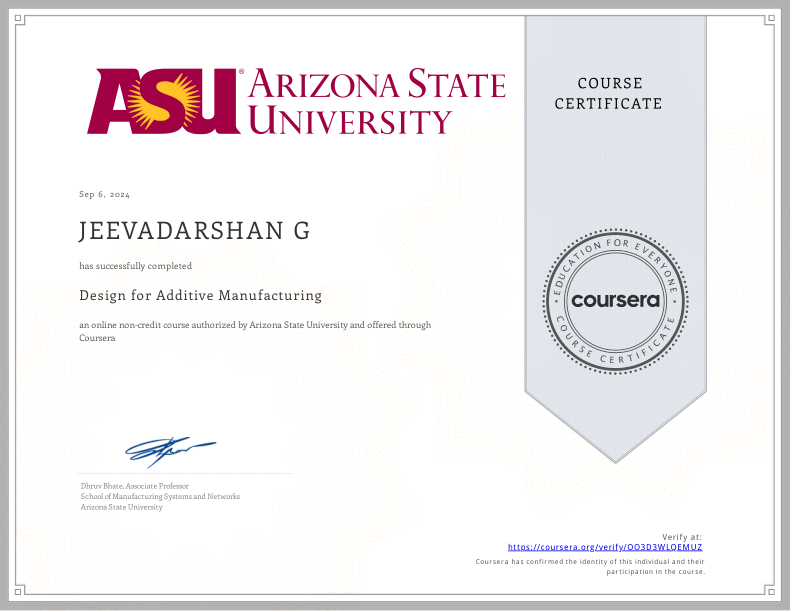 ASU® ARIZONA STATE
UNIVERSITY
COURSE
CERTIFICATE
Sep 6, 2024
JEEVADARSHAN G
has successfully completed
Design for Additive Manufacturing
an online non-credit course authorized by Arizona State University and offered through
Coursera
EDUCATION FOR EVERYONE
coursera
COURSE CERTIFICATE
Dhruv Bhate, Associate Professor
School of Manufacturing Systems and Networks
Arizona State University
Verify at:
https://coursera.org/verify/OO3D3WLQEMUZ
Coursera has confirmed the identity of this individual and their
participation in the course.